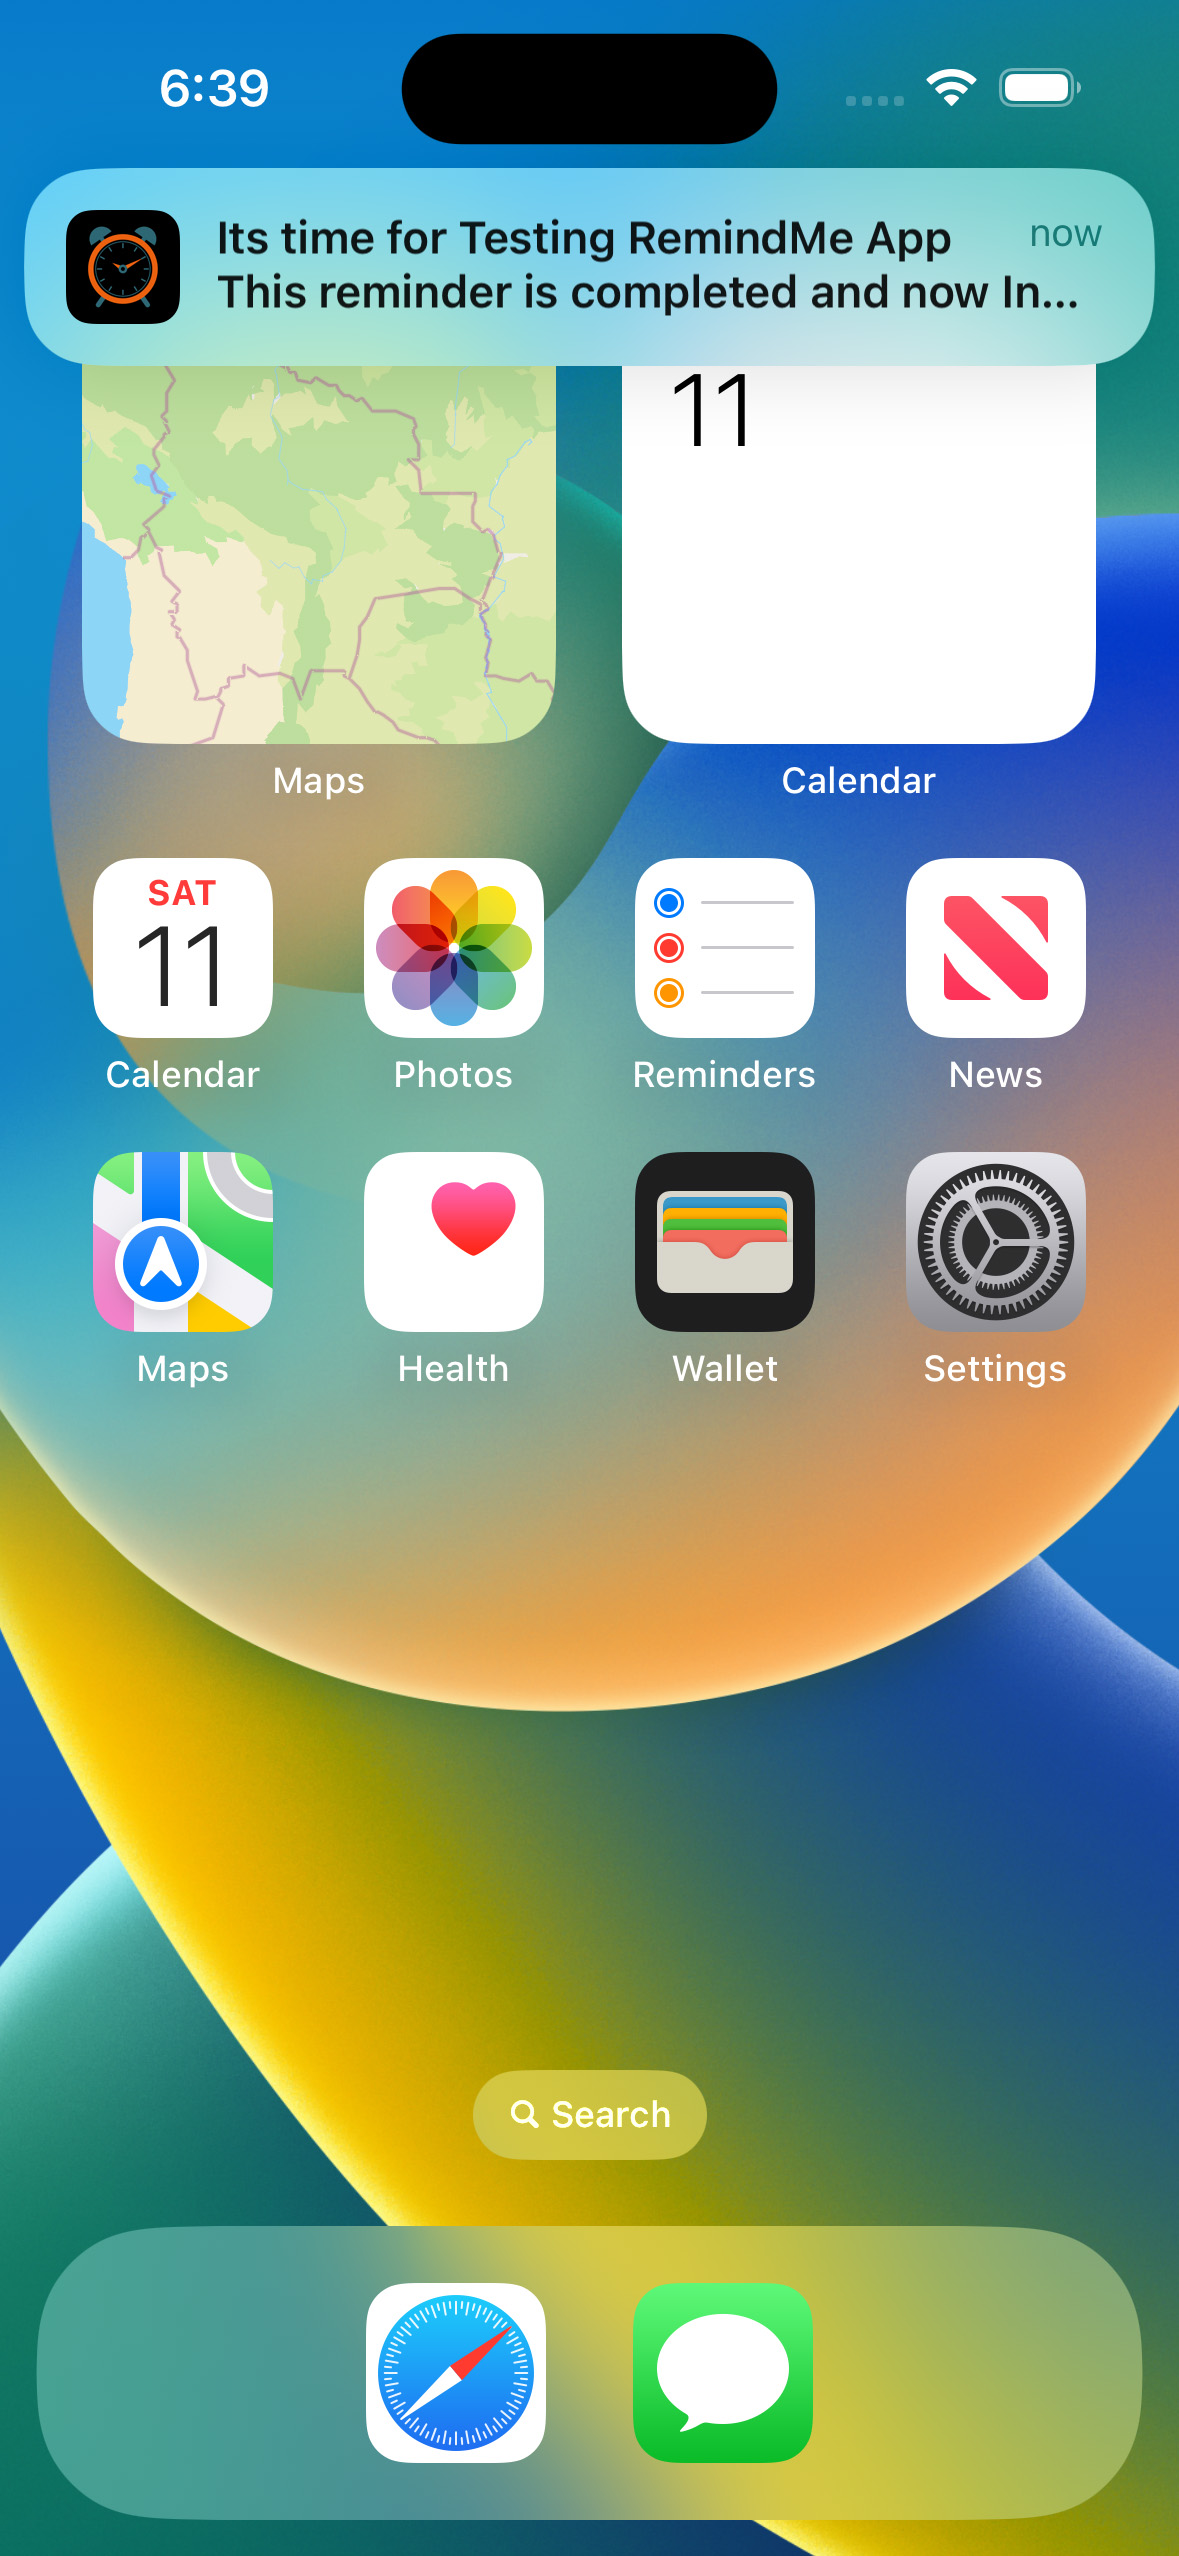 6:39
Its time for Testing RemindMe App
now
This reminder is completed and now In...
11
Maps
Calendar
SAT
11
Calendar
Photos
Reminders
News
Maps
Health
Wallet
Settings
Search